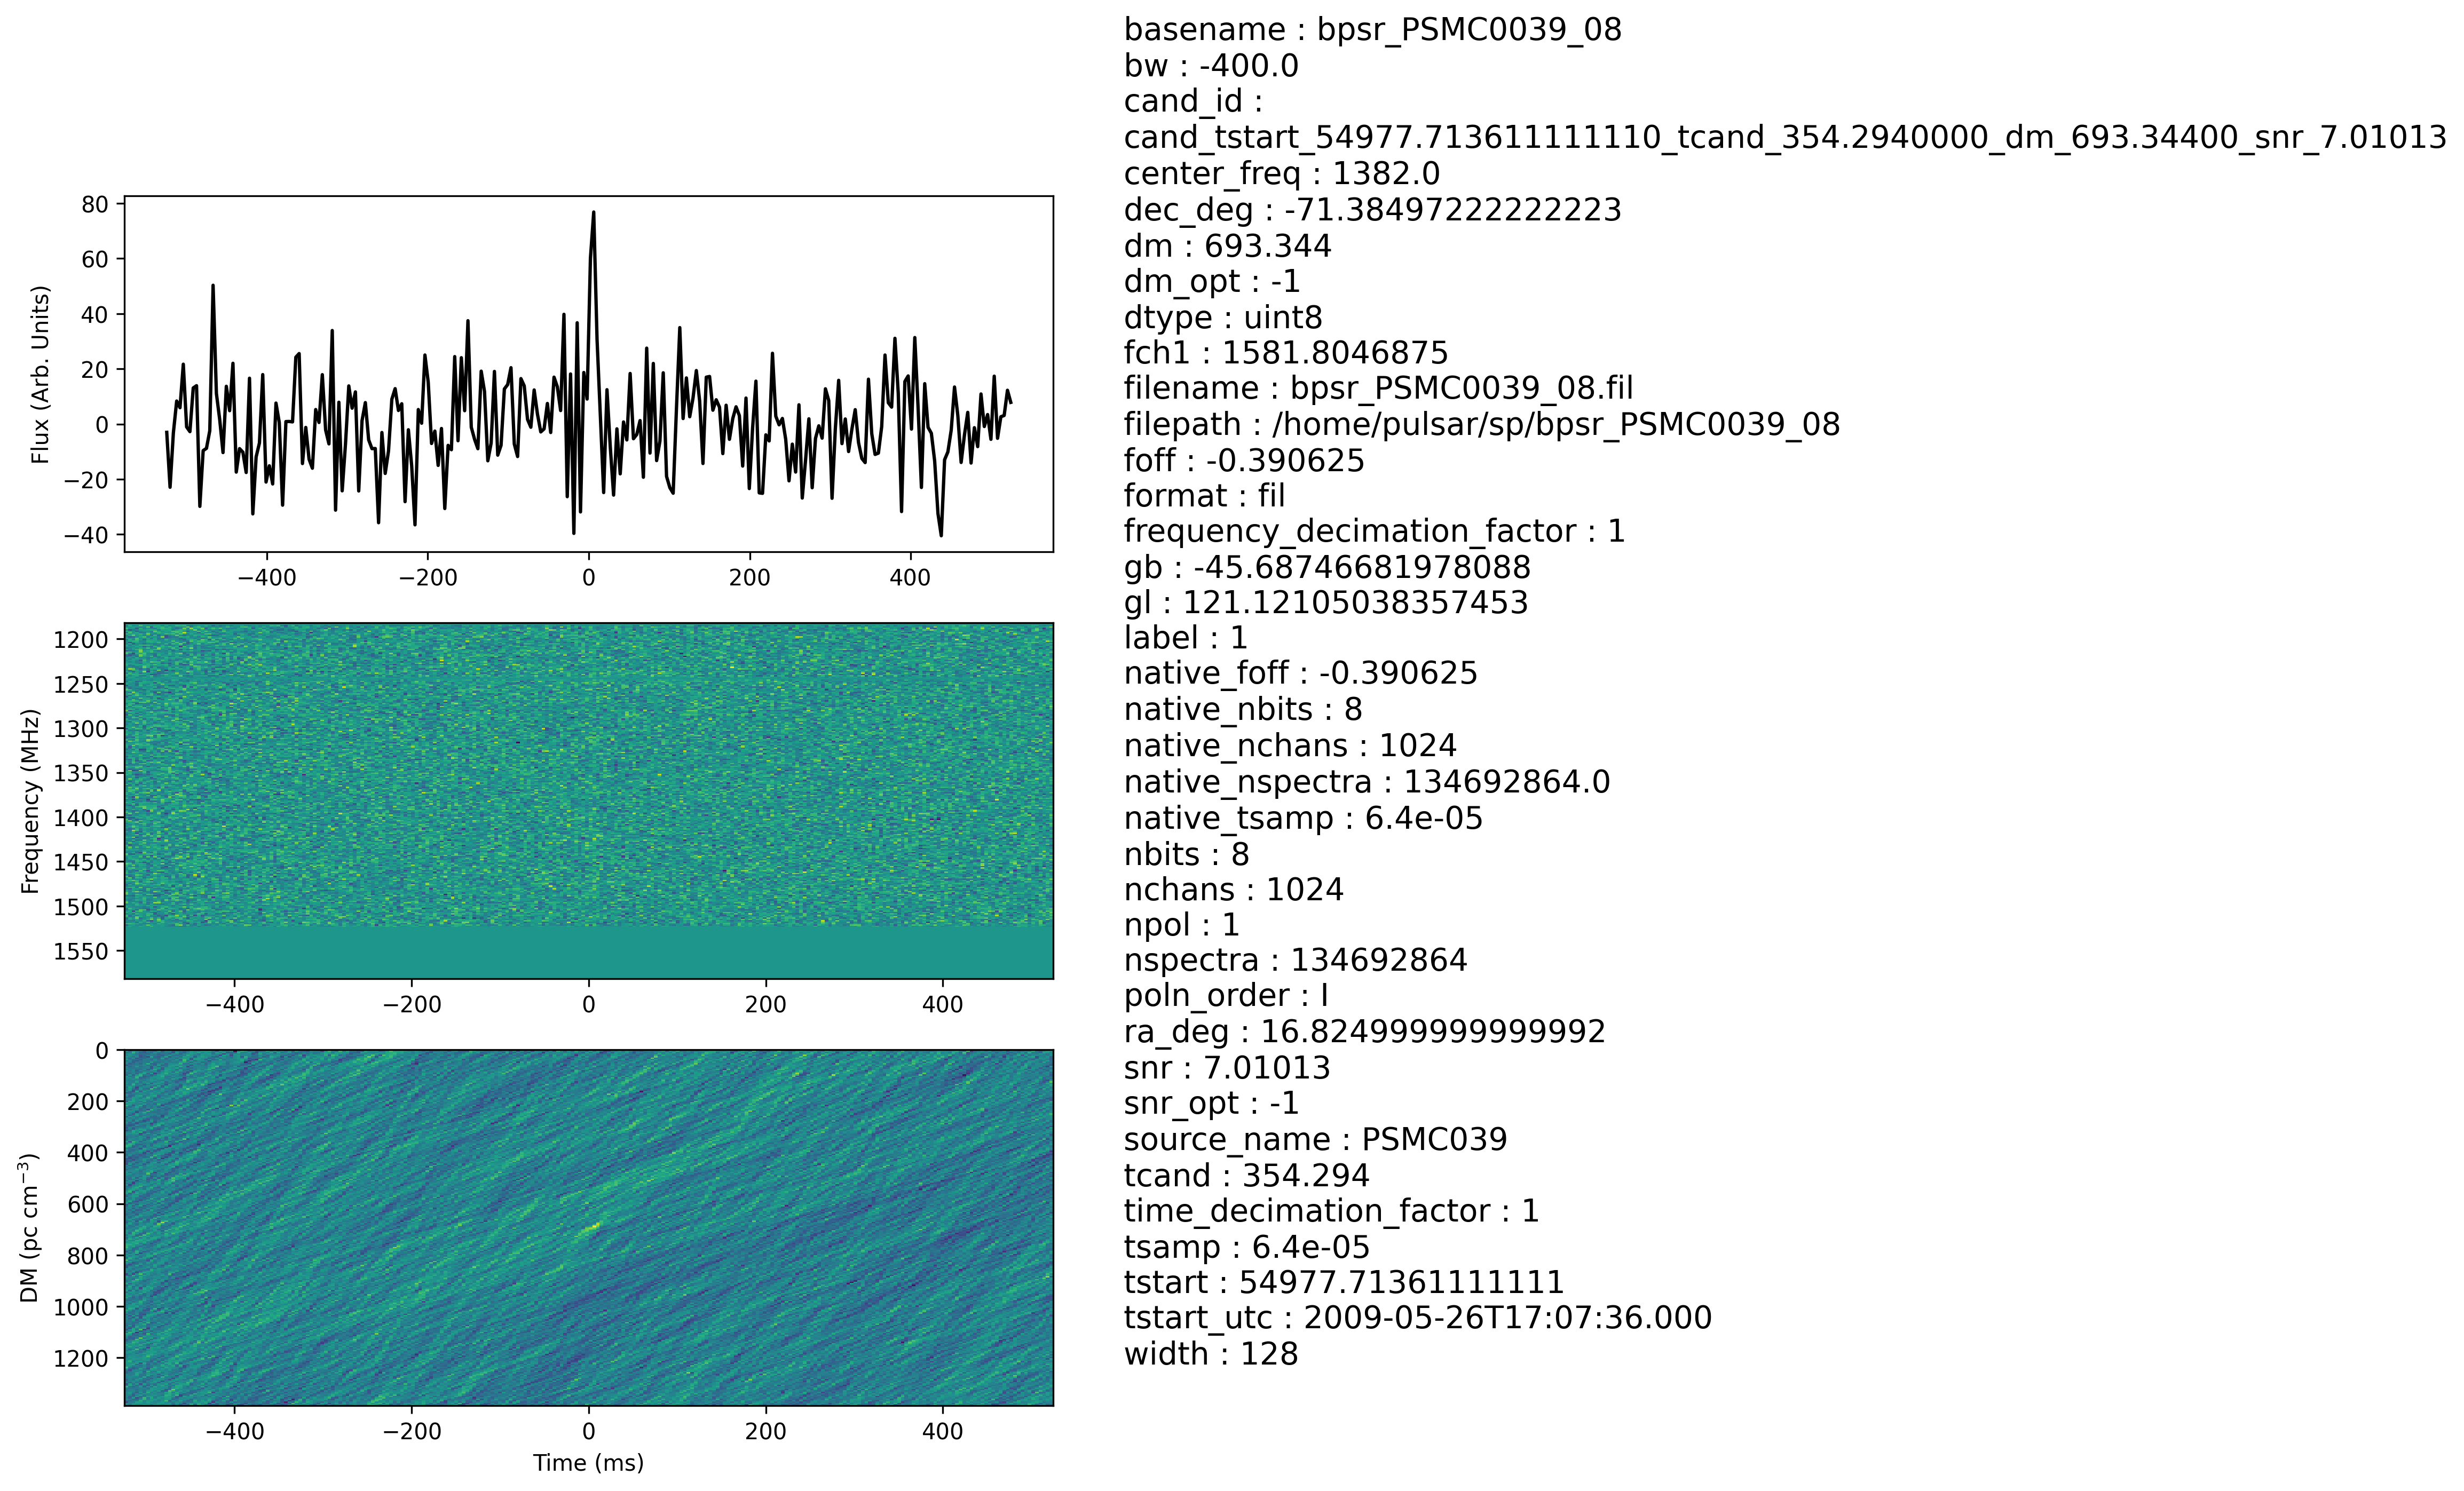 basename : bpsr_PSMC0039_08
bw : -400.0
cand_id :
cand_tstart_54977.713611111110_tcand_354.2940000_dm_693.34400_snr_7.01013
center_freq : 1382.0
dec_deg : -71.38497222222223
dm : 693.344
dm_opt : -1
dtype : uint8
fch1 : 1581.8046875
filename : bpsr_PSMC0039_08.fil
filepath : /home/pulsar/sp/bpsr_PSMC0039_08
foff : -0.390625
format : fil
frequency_decimation_factor : 1
gb : -45.68746681978088
gl : 121.12105038357453
label : 1
native_foff : -0.390625
native_nbits : 8
native_nchans : 1024
native_nspectra : 134692864.0
native_tsamp : 6.4e-05
nbits : 8
nchans : 1024
npol : 1
nspectra : 134692864
poln_order : I
ra_deg : 16.824999999999992
snr : 7.01013
snr_opt : -1
source_name : PSMC039
tcand : 354.294
time_decimation_factor : 1
tsamp : 6.4e-05
tstart : 54977.71361111111
tstart_utc : 2009-05-26T17:07:36.000
width : 128
Flux (Arb. Units)
80
60
40
20
0
−20
−40
−400 −200 0 200 400
Frequency (MHz)
1200
1250
1300
1350
1400
1450
1500
1550
−400 −200 0 200 400
DM (pc cm⁻³)
0
200
400
600
800
1000
1200
−400 −200 0 200 400
Time (ms)